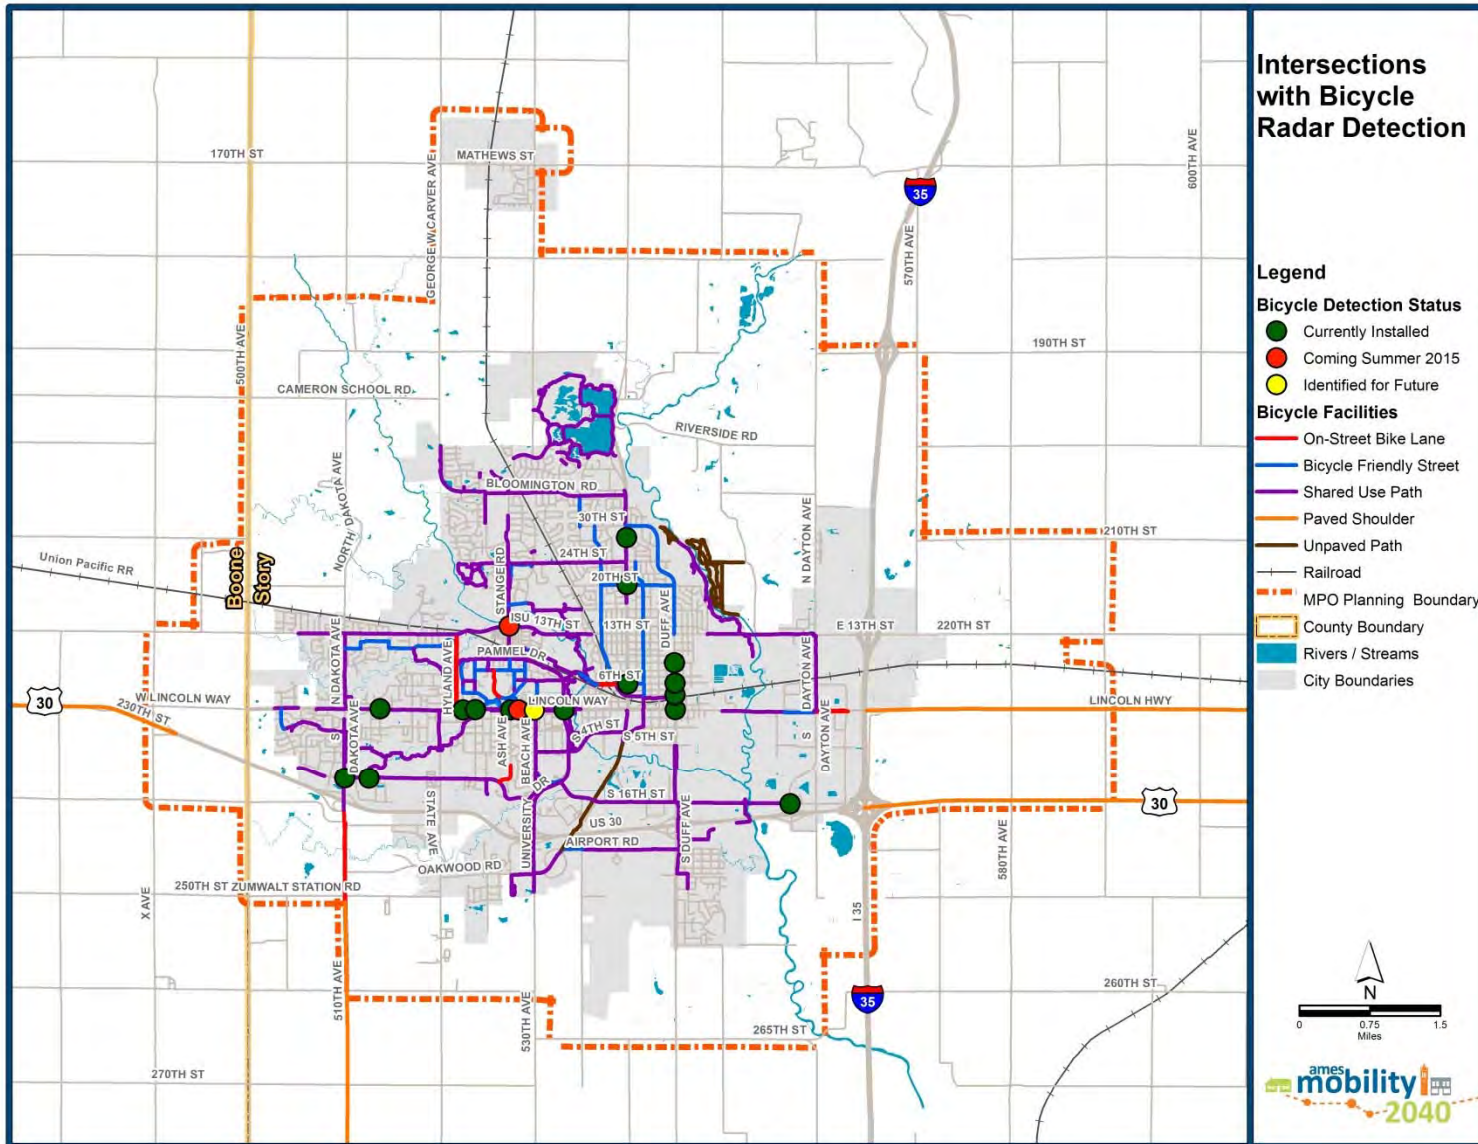 Intersections
with Bicycle
Radar Detection
Legend
Bicycle Detection Status
Currently Installed
Coming Summer 2015
Identified for Future
Bicycle Facilities
On-Street Bike Lane
Bicycle Friendly Street
Shared Use Path
Paved Shoulder
Unpaved Path
Railroad
MPO Planning Boundary
County Boundary
Rivers / Streams
City Boundaries
N
0 0.75 1.5
Miles
ames
mobility
2040
170TH ST
MATHEWS ST
GEORGE W CARVER AVE
600TH AVE
35
570TH AVE
500TH AVE
190TH ST
CAMERON SCHOOL RD
RIVERSIDE RD
NORTH DAKOTA AVE
BLOOMINGTON RD
30TH ST
N DAYTON AVE
210TH ST
Union Pacific RR
Boone
Story
24TH ST
STANGE RD
20TH ST
DUFF AVE
ISU 13TH ST
13TH ST
E 13TH ST
220TH ST
N DAKOTA AVE
HYLAND AVE
PAMMEL DR
6TH ST
30
W LINCOLN WAY
230TH ST
LINCOLN WAY
DAYTON AVE
LINCOLN HWY
S
DAKOTA AVE
ASH AVE
BEACH AVE
S 4TH ST
S 5TH ST
S
DAYTON AVE
STATE AVE
UNIVERSITY
DR
S 16TH ST
US 30
30
AIRPORT RD
S DUFF AVE
OAKWOOD RD
580TH AVE
250TH ST
ZUMWALT STATION RD
X AVE
I 35
510TH AVE
530TH AVE
35
260TH ST
265TH ST
270TH ST